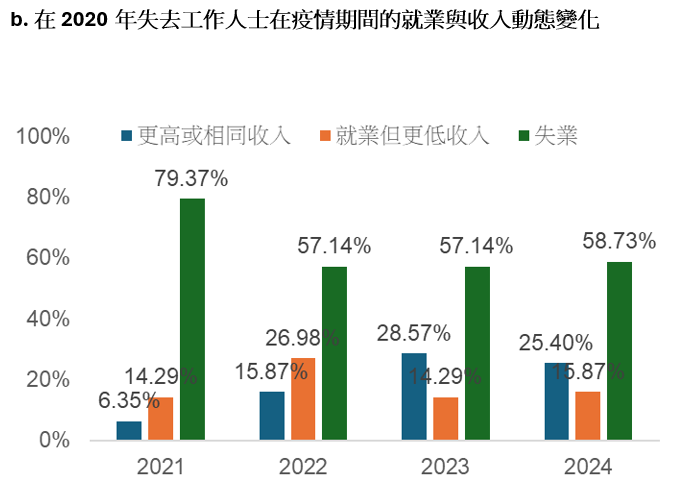 b. 在 2020 年失去工作人士在疫情期間的就業與收入動態變化
100%
更高或相同收入 就業但更低收入 失業
79.37%
80%
57.14% 57.14% 58.73%
60%
40%
26.98% 28.57% 25.40%
20%
6.35% 14.29% 15.87% 14.29% 15.87%
0%
2021 2022 2023 2024